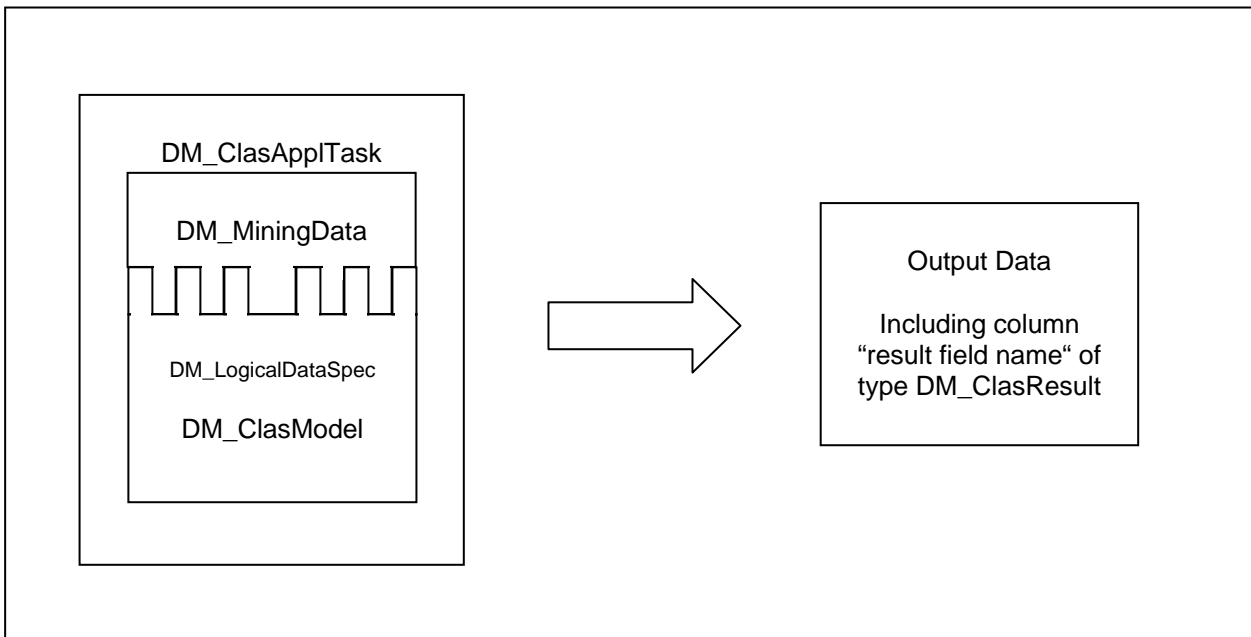 DM_ClasApplTask
DM_MiningData
DM_LogicalDataSpec
DM_ClasModel
Output Data
Including column
“result field name“ of
type DM_ClasResult